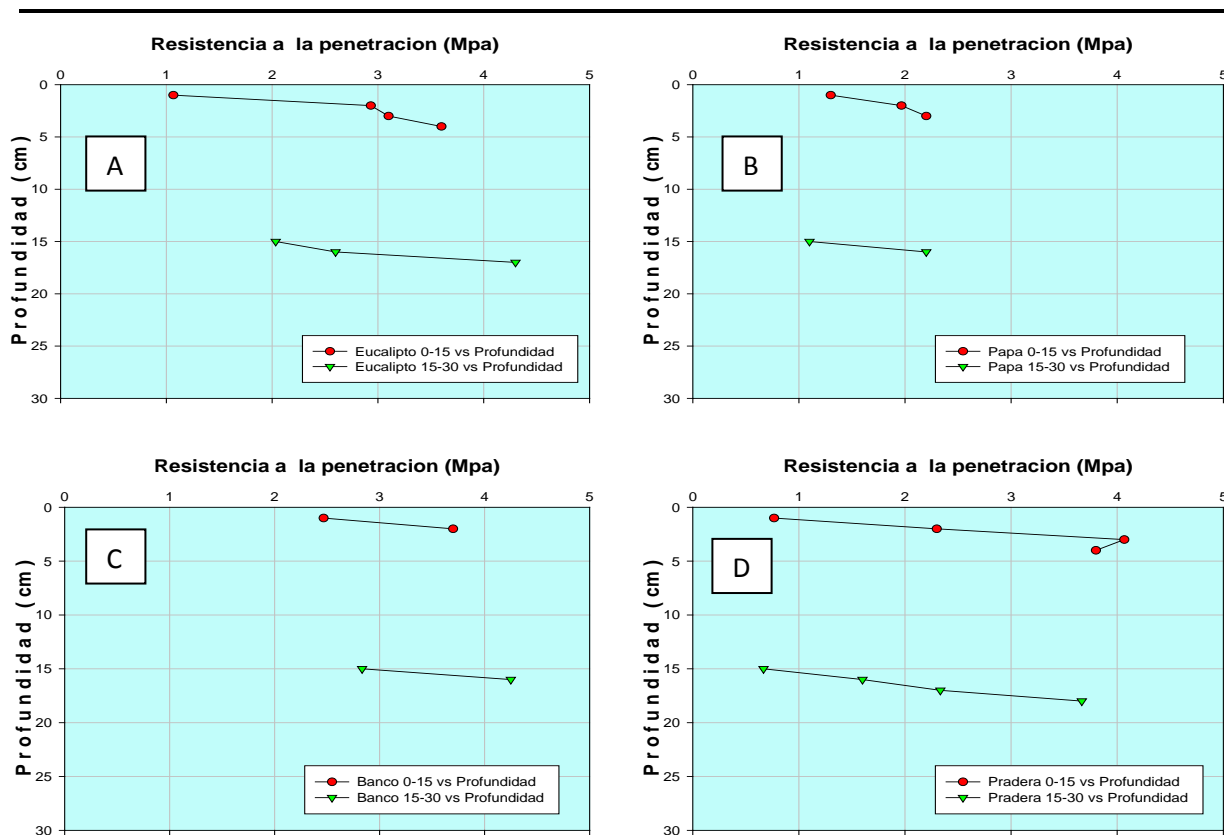 Resistencia a la penetracion (Mpa)
0 1 2 3 4 5
Profundidad (cm)
0
5
10
15
20
25
30
A
Eucalipto 0-15 vs Profundidad
Eucalipto 15-30 vs Profundidad
Resistencia a la penetracion (Mpa)
0 1 2 3 4 5
Profundidad (cm)
0
5
10
15
20
25
30
B
Papa 0-15 vs Profundidad
Papa 15-30 vs Profundidad
Resistencia a la penetracion (Mpa)
0 1 2 3 4 5
Profundidad (cm)
0
5
10
15
20
25
30
C
Banco 0-15 vs Profundidad
Banco 15-30 vs Profundidad
Resistencia a la penetracion (Mpa)
0 1 2 3 4 5
Profundidad (cm)
0
5
10
15
20
25
30
D
Pradera 0-15 vs Profundidad
Pradera 15-30 vs Profundidad